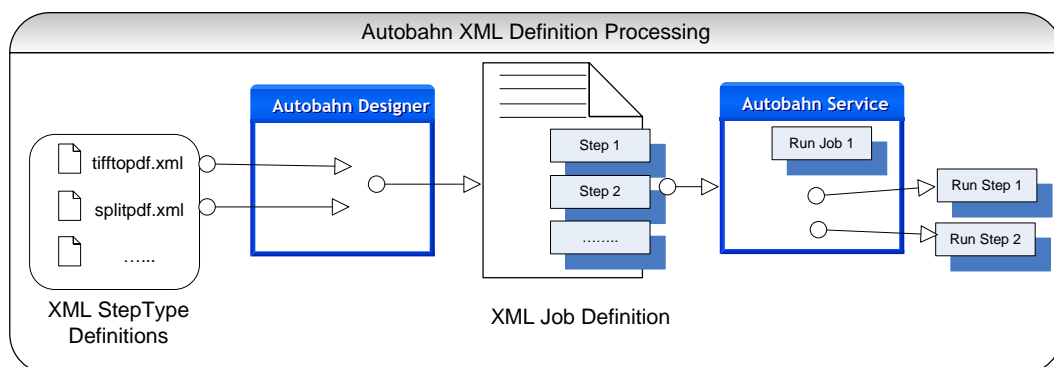 Autobahn XML Definition Processing
Autobahn Designer
Autobahn Service
tifftopdf.xml
splitpdf.xml
…...
XML StepType
Definitions
Step 1
Step 2
……..
XML Job Definition
Run Job 1
Run Step 1
Run Step 2